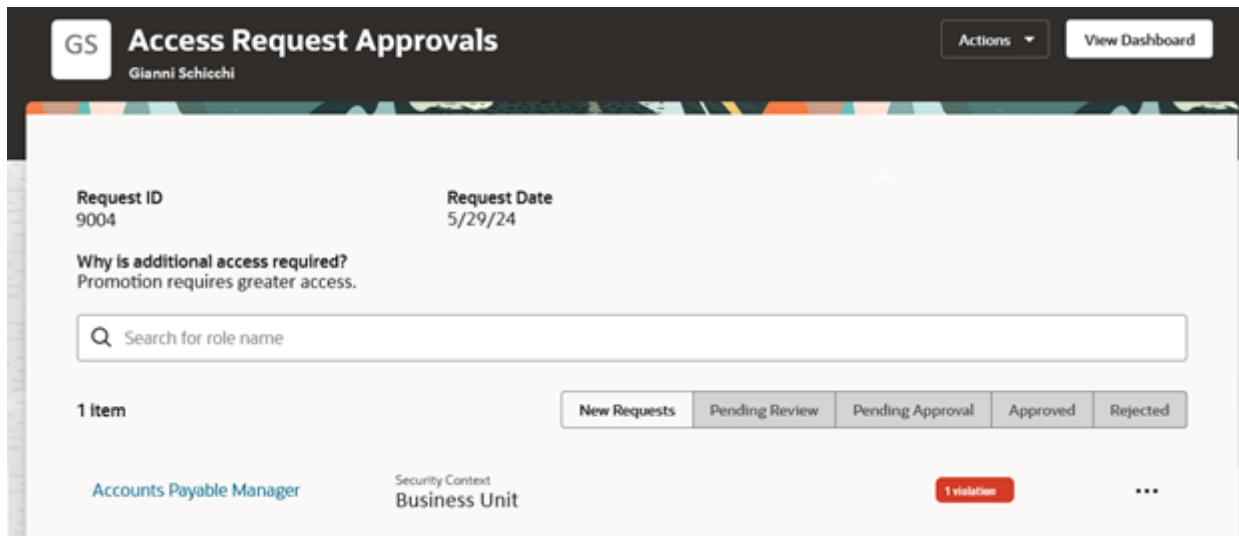 GS
Access Request Approvals
Gianni Schicchi
Actions
View Dashboard
Request ID
9004
Request Date
5/29/24
Why is additional access required?
Promotion requires greater access.
Search for role name
1 item
New Requests
Pending Review
Pending Approval
Approved
Rejected
Accounts Payable Manager
Security Context
Business Unit
1 violation